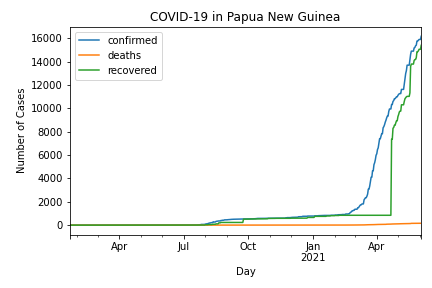 COVID-19 in Papua New Guinea
confirmed
deaths
recovered
Number of Cases
16000
14000
12000
10000
8000
6000
4000
2000
0
Apr Jul Oct Jan Apr
2021
Day